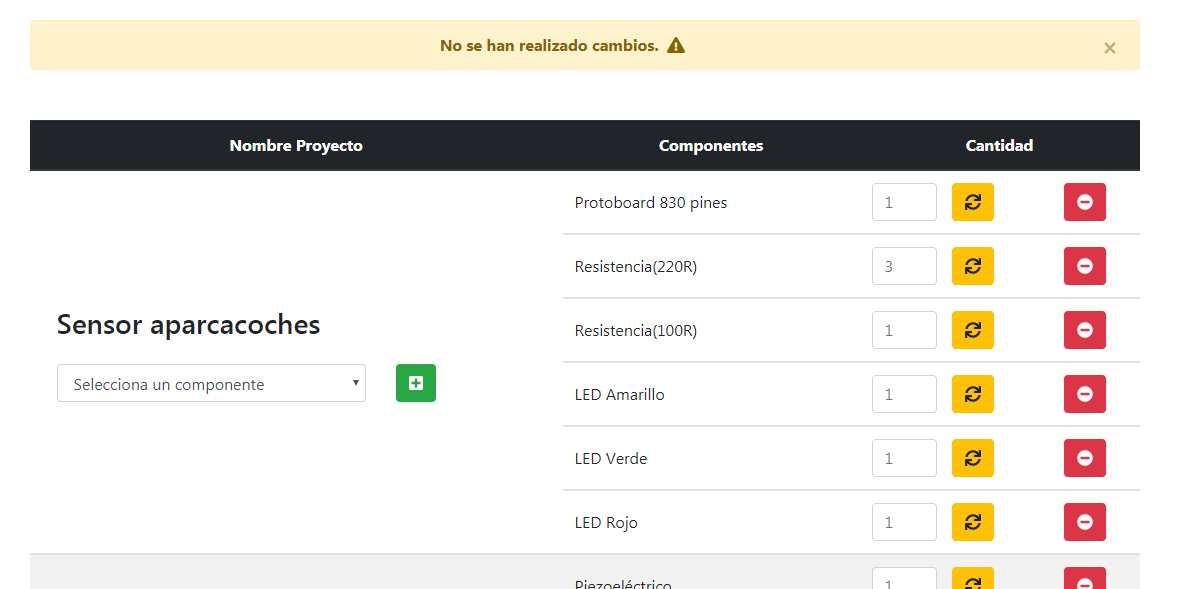 No se han realizado cambios.
×
Nombre Proyecto Componentes Cantidad
Protoboard 830 pines 1
Resistencia(220R) 3
Sensor aparcacoches
Resistencia(100R) 1
Selecciona un componente
LED Amarillo 1
LED Verde 1
LED Rojo 1
Piezoeléctrico 1